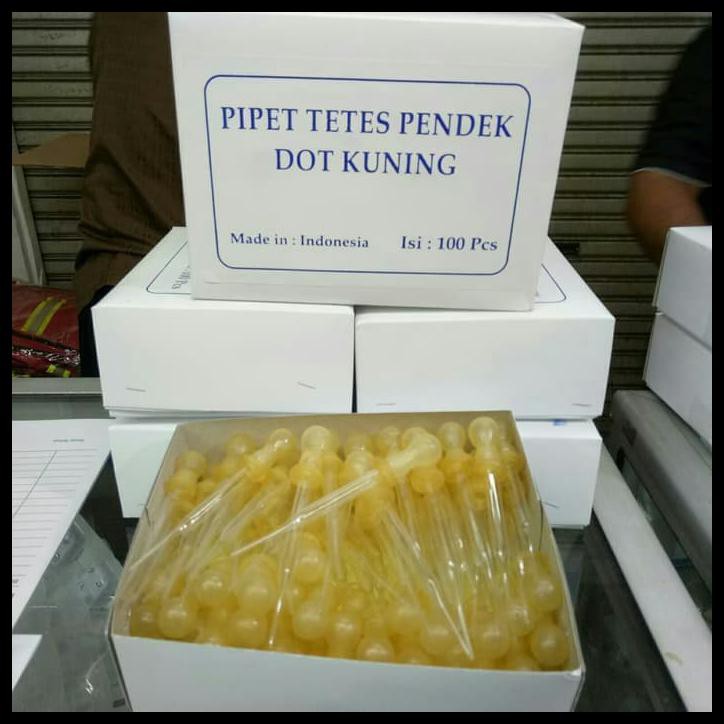 PIPET TETES PENDEK
DOT KUNING
Made in : Indonesia Isi : 100 Pcs